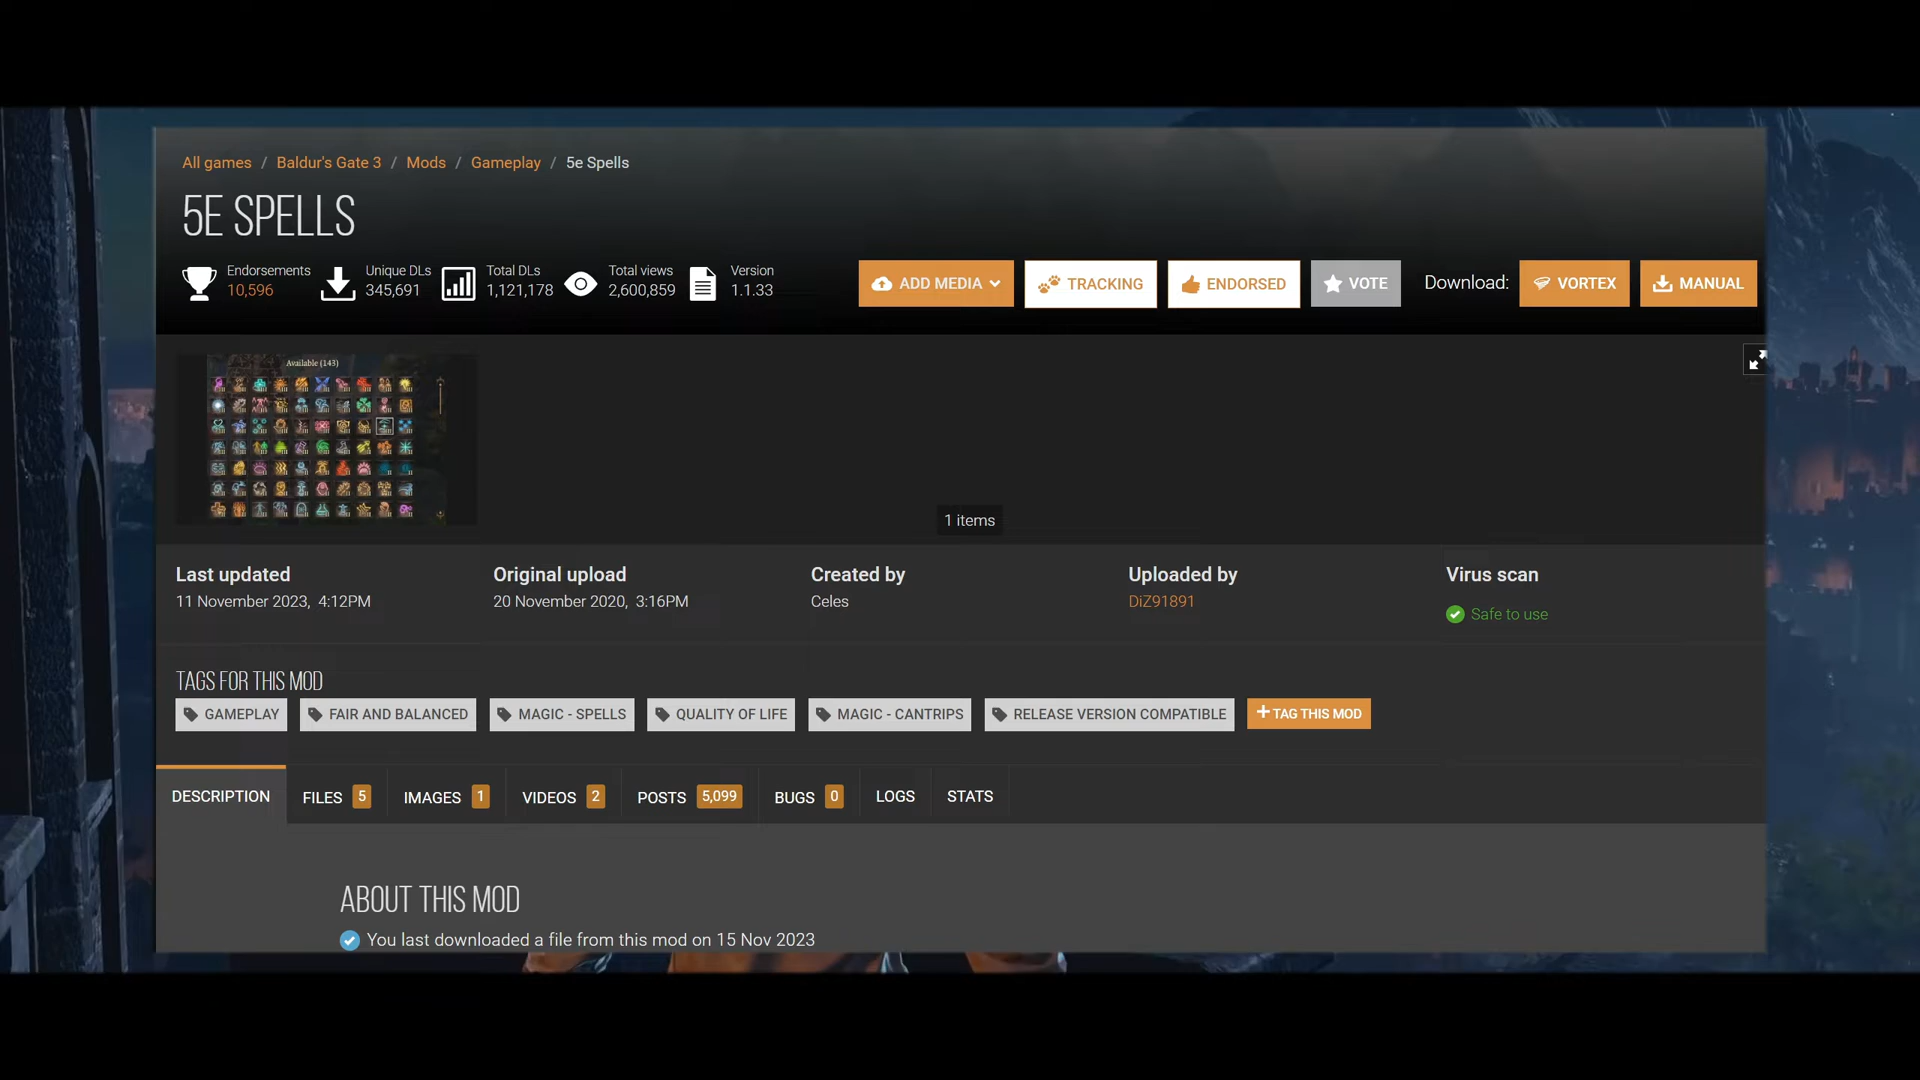 All games / Baldur's Gate 3 / Mods / Gameplay / 5e Spells
5E SPELLS
Endorsements
10,596
Unique DLs
345,691
Total DLs
1,121,178
Total views
2,600,859
Version
1.1.33
ADD MEDIA
TRACKING
ENDORSED
VOTE
Download:
VORTEX
MANUAL
Available (143)
1 items
Last updated
11 November 2023, 4:12PM
Original upload
20 November 2020, 3:16PM
Created by
Celes
Uploaded by
DiZ91891
Virus scan
Safe to use
TAGS FOR THIS MOD
GAMEPLAY
FAIR AND BALANCED
MAGIC - SPELLS
QUALITY OF LIFE
MAGIC - CANTRIPS
RELEASE VERSION COMPATIBLE
+ TAG THIS MOD
DESCRIPTION
FILES 5
IMAGES 1
VIDEOS 2
POSTS 5,099
BUGS 0
LOGS
STATS
ABOUT THIS MOD
You last downloaded a file from this mod on 15 Nov 2023